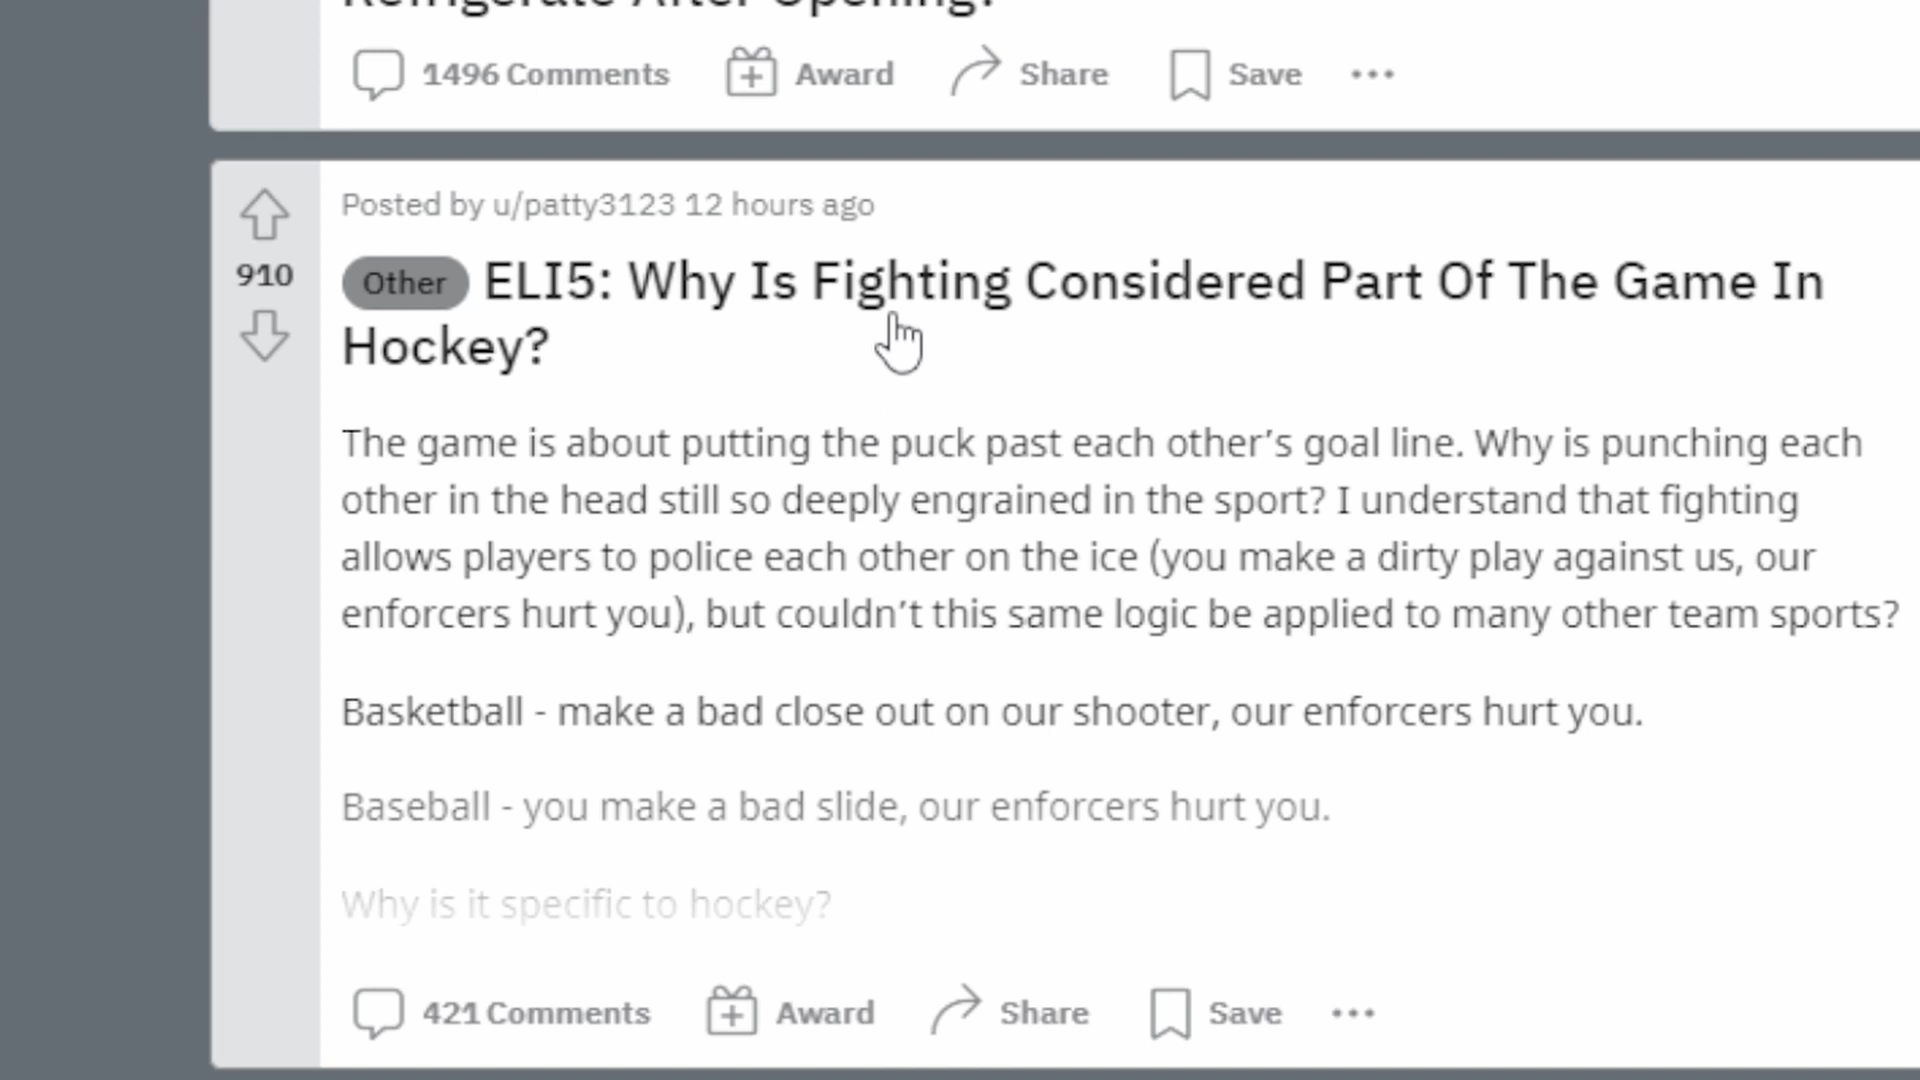 Refrigerate After Opening?
1496 Comments Award Share Save
Posted by u/patty3123 12 hours ago
910
Other ELI5: Why Is Fighting Considered Part Of The Game In
Hockey?
The game is about putting the puck past each other’s goal line. Why is punching each
other in the head still so deeply engrained in the sport? I understand that fighting
allows players to police each other on the ice (you make a dirty play against us, our
enforcers hurt you), but couldn’t this same logic be applied to many other team sports?
Basketball - make a bad close out on our shooter, our enforcers hurt you.
Baseball - you make a bad slide, our enforcers hurt you.
Why is it specific to hockey?
421 Comments Award Share Save